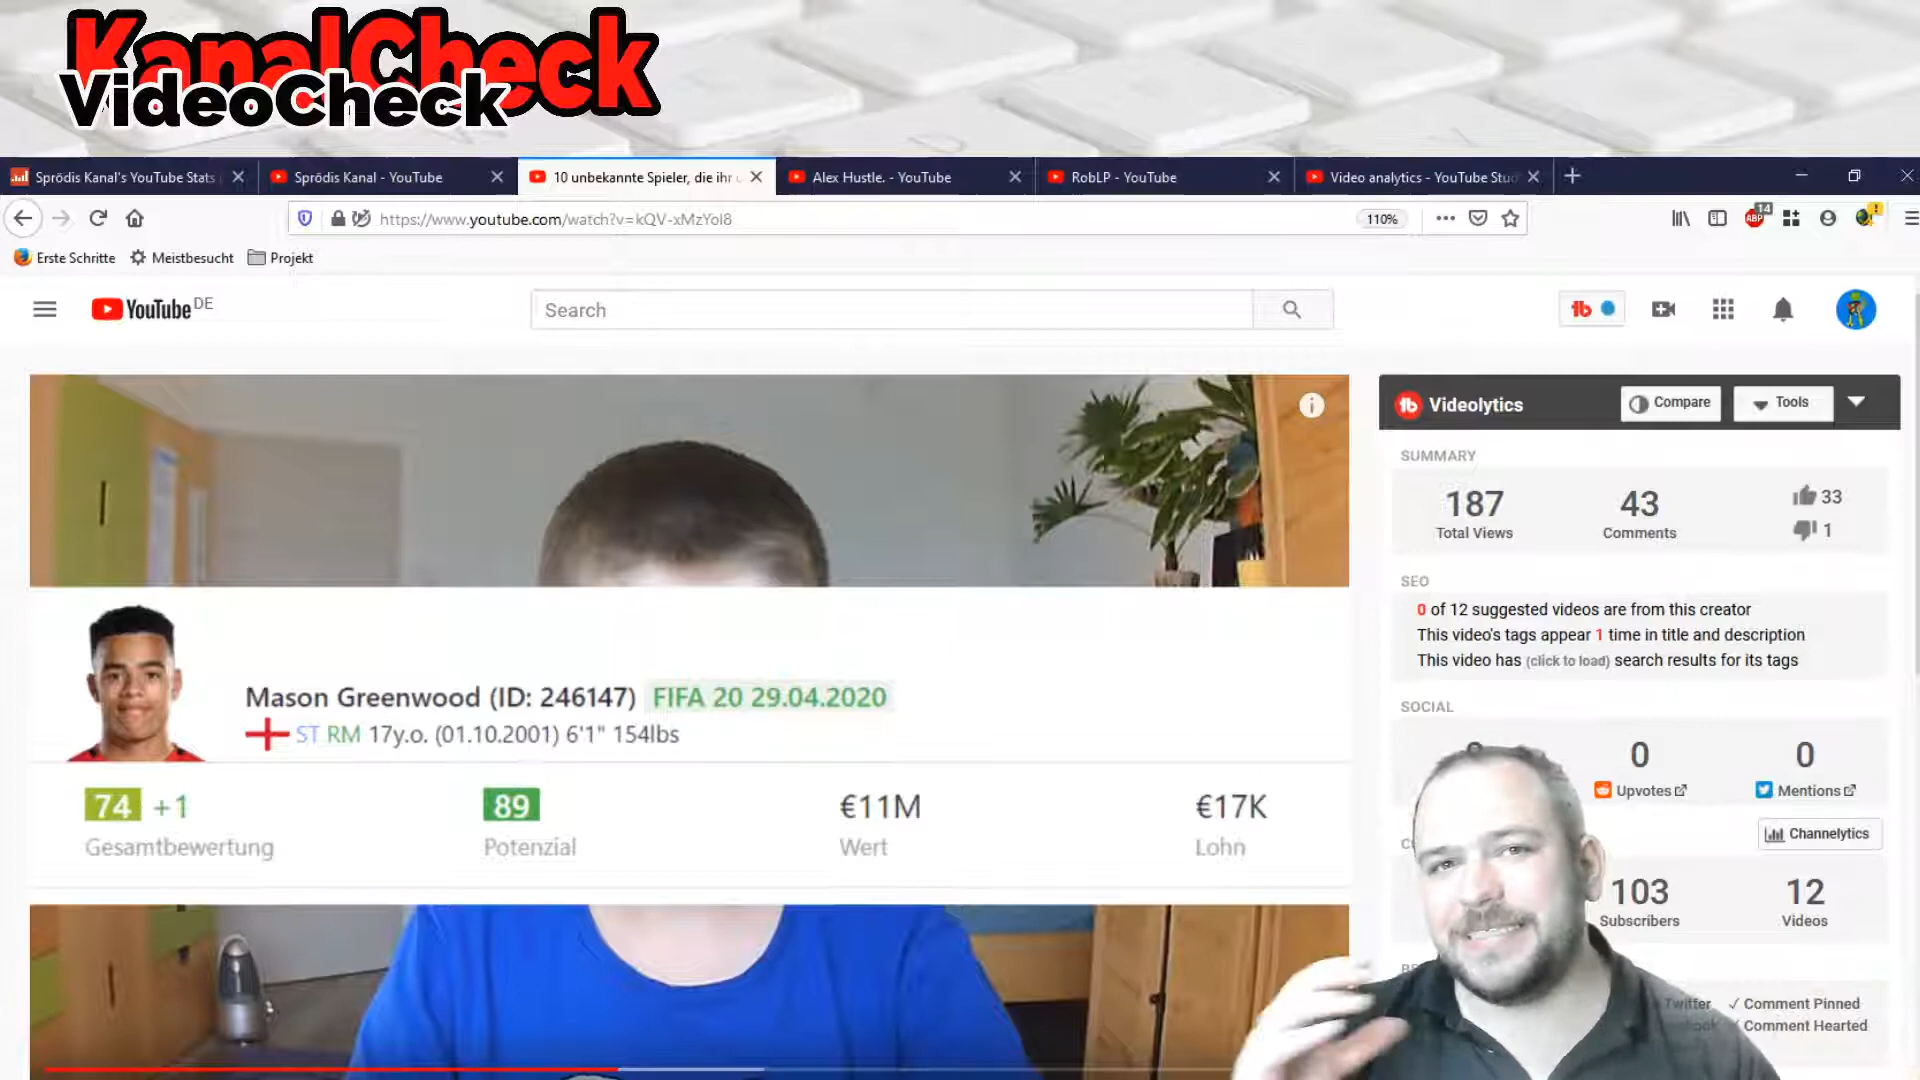 KanalCheck
VideoCheck
Sprödis Kanal's YouTube Stats
Sprödis Kanal - YouTube
10 unbekannte Spieler, die ihr
Alex Hustle. - YouTube
RobLP - YouTube
Video analytics - YouTube Stud
https://www.youtube.com/watch?v=kQV-xMzYoI8
110%
ABP
14
Erste Schritte
Meistbesucht
Projekt
YouTube DE
Search
Videolytics
Compare
Tools
SUMMARY
187
43
33
Total Views
Comments
1
SEO
0 of 12 suggested videos are from this creator
This video's tags appear 1 time in title and description
This video has (click to load) search results for its tags
SOCIAL
0
0
Upvotes
Mentions
Channelytics
103
12
Subscribers
Videos
Twitter
✓ Comment Pinned
✓ Comment Hearted
Mason Greenwood (ID: 246147) FIFA 20 29.04.2020
ST RM 17y.o. (01.10.2001) 6'1" 154lbs
74 +1
89
€11M
€17K
Gesamtbewertung
Potenzial
Wert
Lohn